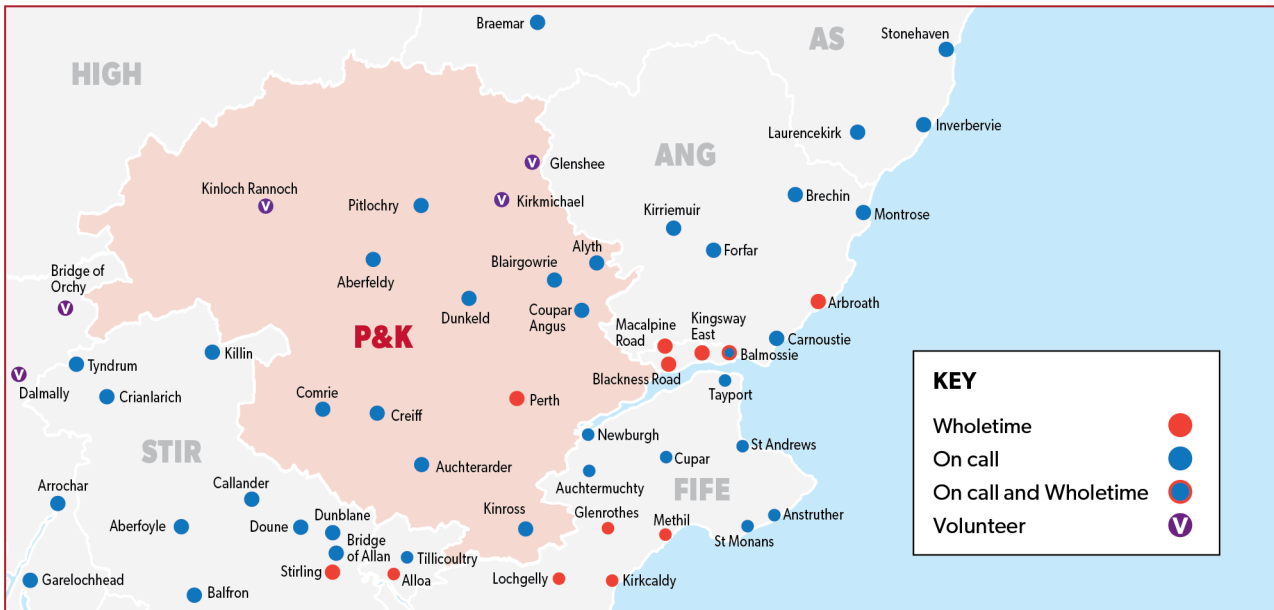 Braemar
AS
Stonehaven
HIGH
Laurencekirk
Inverbervie
ANG
Glenshee
Kinloch Rannoch
V
V
Kirkmichael
V
Pitlochry
Brechin
Montrose
Kirriemuir
Forfar
Alyth
Blairgowrie
Bridge of
Orchy
V
Aberfeldy
Dunkeld
Coupar
Angus
Arbroath
P&K
Macalpine
Road
Kingsway
East
Carnoustie
Balmossie
Killin
Tyndrum
Blackness Road
V
Dalmally
Crianlarich
Tayport
Comrie
Creiff
Perth
Newburgh
St Andrews
STIR
Cupar
Auchterarder
Auchtermuchty
FIFE
Arrochar
Callander
Kinross
Glenrothes
Methil
Anstruther
Aberfoyle
Doune
Dunblane
St Monans
Bridge
of Allan
Tillicoultry
Stirling
Alloa
Lochgelly
Kirkcaldy
Garelochhead
Balfron
KEY
Wholetime
On call
On call and Wholetime
Volunteer
V